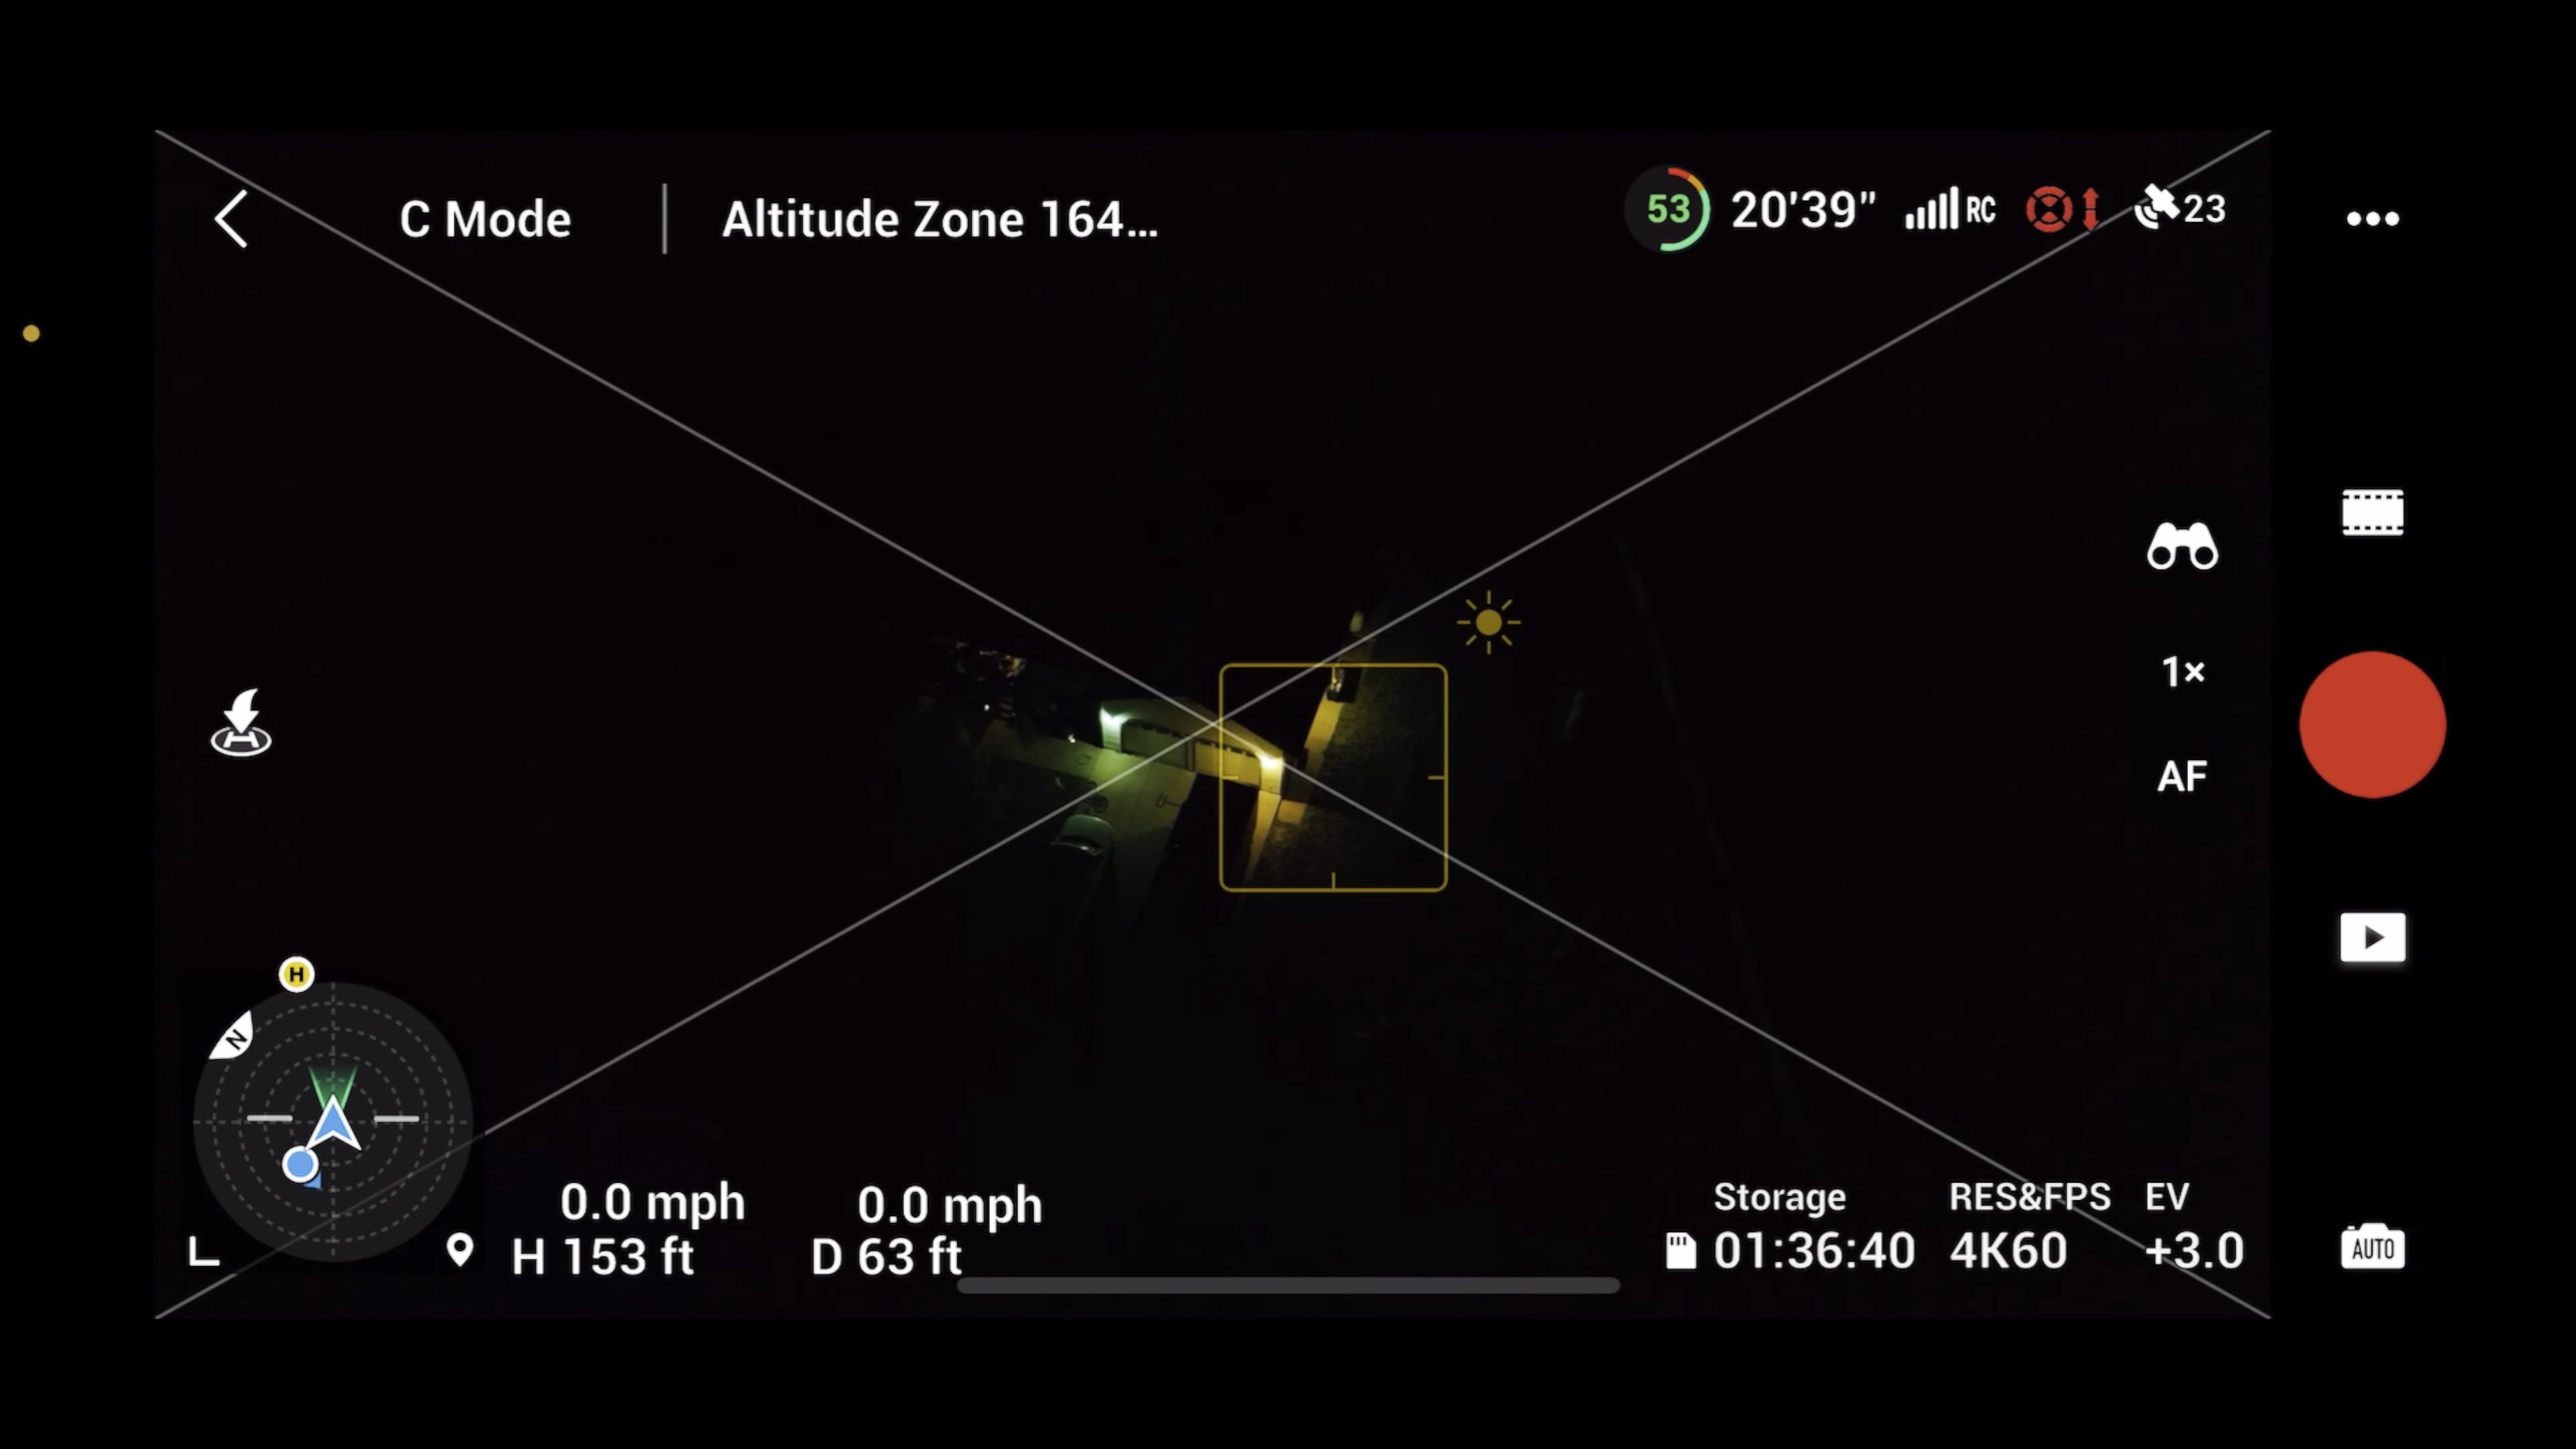 C Mode
Altitude Zone 164...
53
20'39"
RC
23
1×
AF
H
N
0.0 mph
0.0 mph
H 153 ft
D 63 ft
Storage
RES&FPS
EV
01:36:40
4K60
+3.0
AUTO